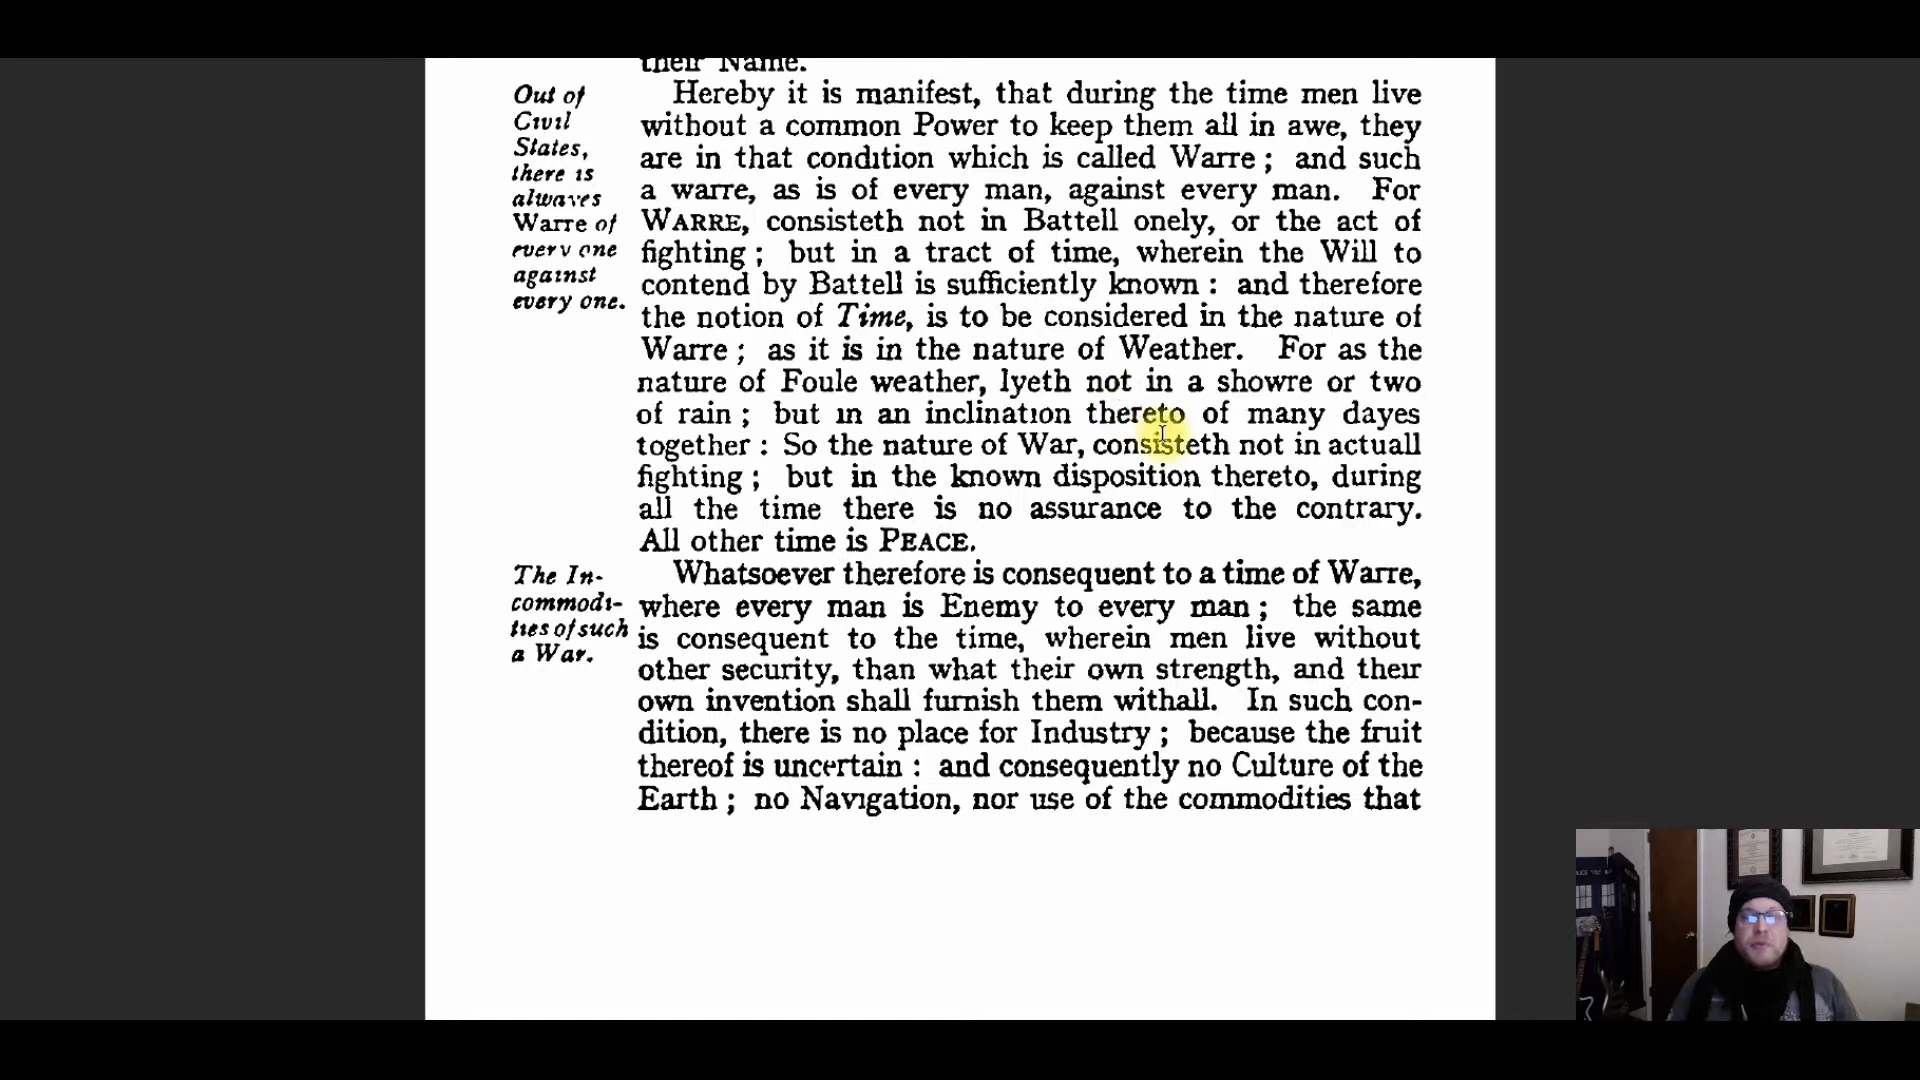 their Name.
Out of
Civil
States,
there is
alwayes
Warre of
every one
against
every one.
Hereby it is manifest, that during the time men live
without a common Power to keep them all in awe, they
are in that condition which is called Warre ; and such
a warre, as is of every man, against every man. For
WARRE, consisteth not in Battell onely, or the act of
fighting ; but in a tract of time, wherein the Will to
contend by Battell is sufficiently known : and therefore
the notion of Time, is to be considered in the nature of
Warre ; as it is in the nature of Weather. For as the
nature of Foule weather, lyeth not in a showre or two
of rain ; but in an inclination thereto of many dayes
together : So the nature of War, consisteth not in actuall
fighting ; but in the known disposition thereto, during
all the time there is no assurance to the contrary.
All other time is PEACE.
The In-
commodi-
ties of such
a War.
Whatsoever therefore is consequent to a time of Warre,
where every man is Enemy to every man ; the same
is consequent to the time, wherein men live without
other security, than what their own strength, and their
own invention shall furnish them withall. In such con-
dition, there is no place for Industry ; because the fruit
thereof is uncertain : and consequently no Culture of the
Earth ; no Navigation, nor use of the commodities that